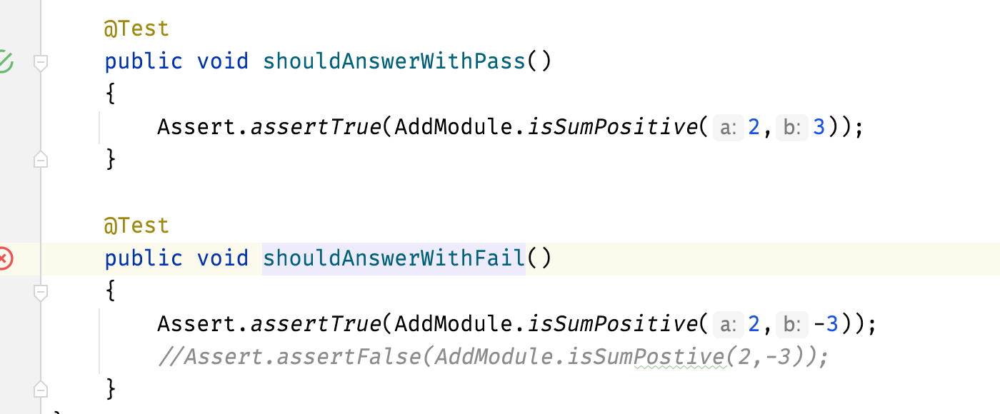 @Test
public void shouldAnswerWithPass()
{
Assert.assertTrue(AddModule.isSumPositive( a: 2, b: 3));
}
@Test
public void shouldAnswerWithFail()
{
Assert.assertTrue(AddModule.isSumPositive( a: 2, b: -3));
//Assert.assertFalse(AddModule.isSumPostive(2,-3));
}